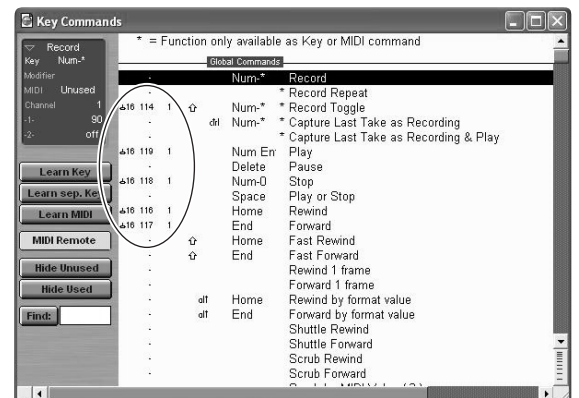 Key Commands
* = Function only available as Key or MIDI command
Global Commands
Record
Key Num-*
Modifier
MIDI Unused
Channel 1
-1- 90
-2- off
Learn Key
Learn sep. Key
Learn MIDI
MIDI Remote
Hide Unused
Hide Used
Find:
- Num-* Record
- * Record Repeat
16 114 1 ⇧ Num-* * Record Toggle
- ctrl Num-* * Capture Last Take as Recording
- * Capture Last Take as Recording & Play
16 119 1 Num En Play
- Delete Pause
16 118 1 Num-0 Stop
- Space Play or Stop
16 116 1 Home Rewind
16 117 1 End Forward
- ⇧ Home Fast Rewind
- ⇧ End Fast Forward
- Rewind 1 frame
- Forward 1 frame
- alt Home Rewind by format value
- alt End Forward by format value
- Shuttle Rewind
- Shuttle Forward
- Scrub Rewind
- Scrub Forward